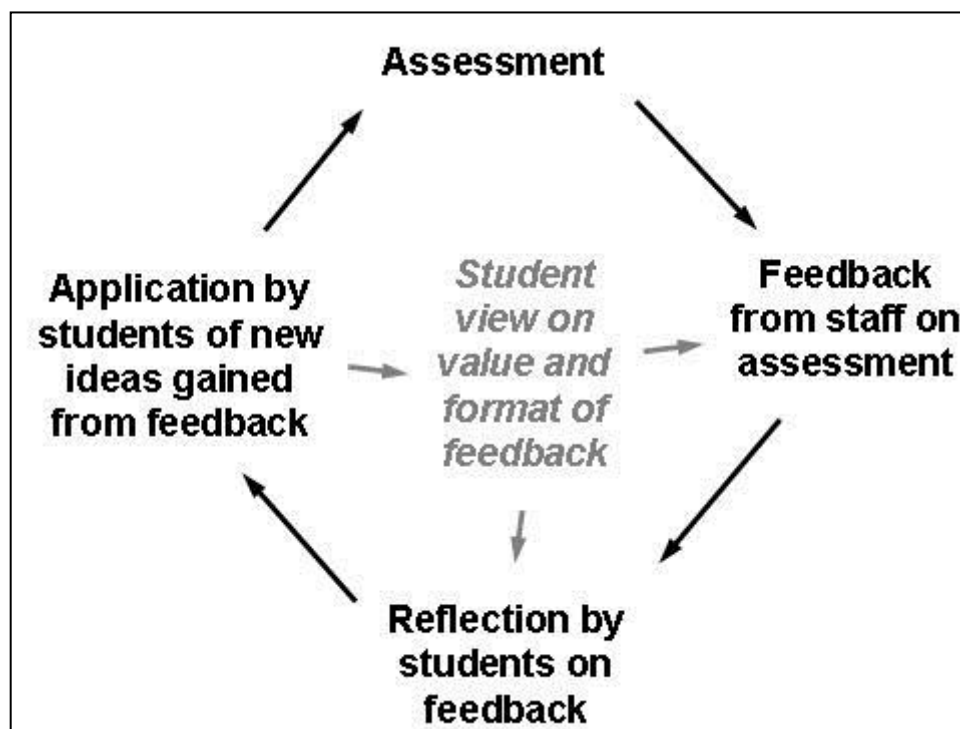 Assessment
Application by
students of new
ideas gained
from feedback
Student
view on
value and
format of
feedback
Feedback
from staff on
assessment
Reflection by
students on
feedback